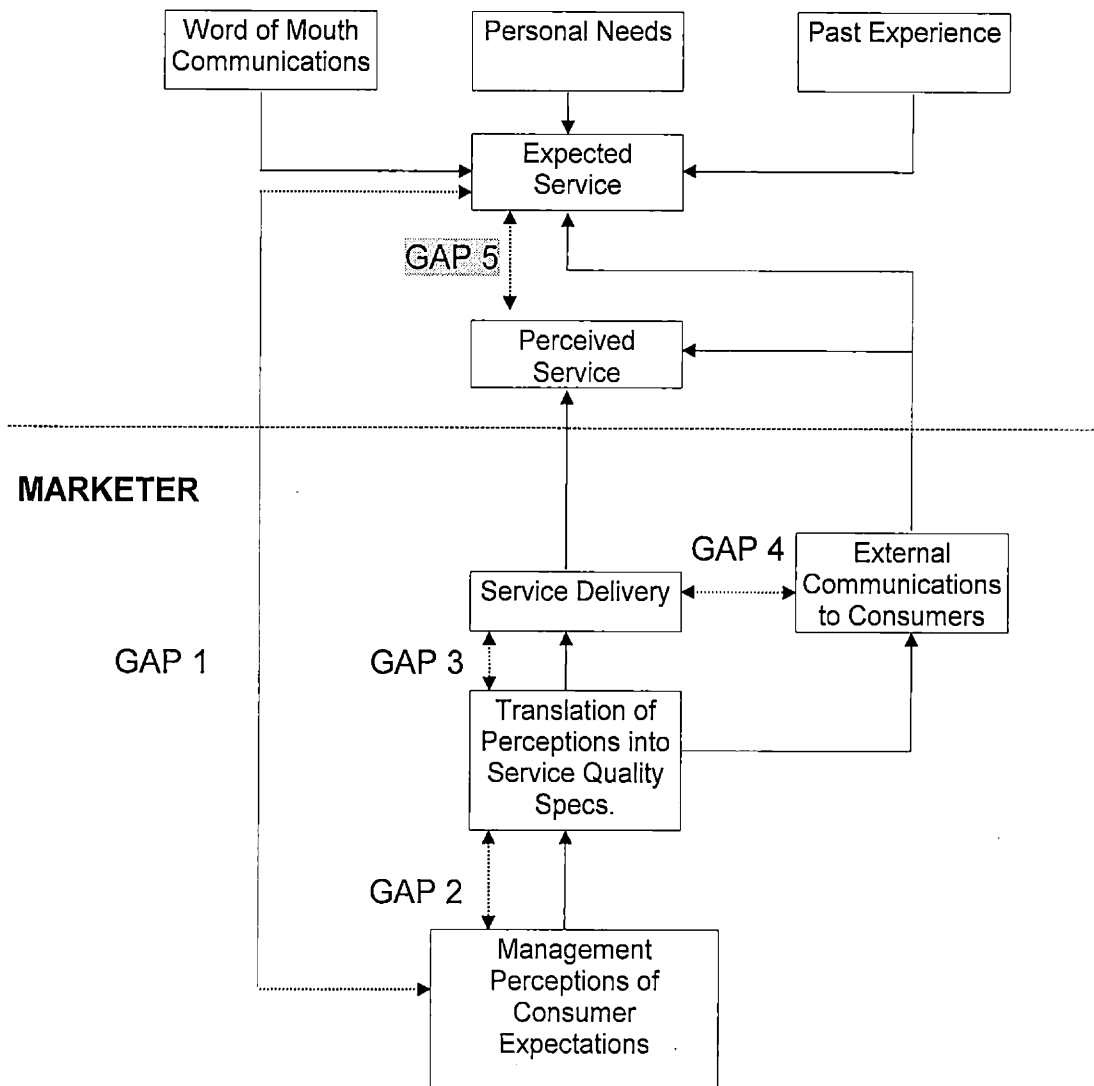 Word of Mouth
Communications
Personal Needs
Past Experience
Expected
Service
GAP 5
Perceived
Service
MARKETER
GAP 4
External
Communications
to Consumers
Service Delivery
GAP 1
GAP 3
Translation of
Perceptions into
Service Quality
Specs.
GAP 2
Management
Perceptions of
Consumer
Expectations